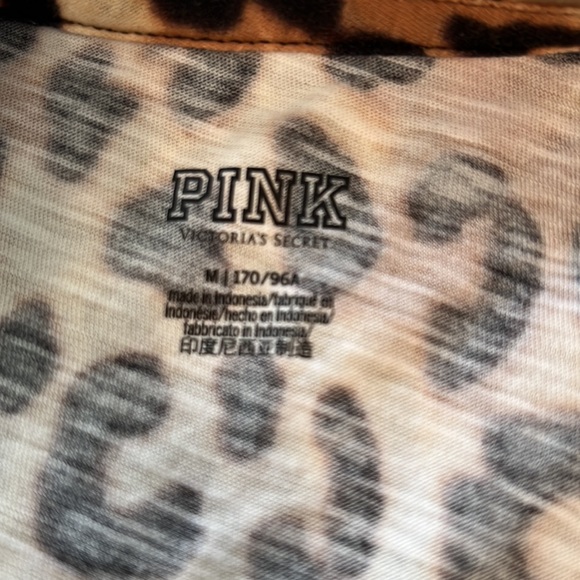 PINK
VICTORIA'S SECRET
M | 170/96A
made in Indonesia/fabriqué en
Indonésie/hecho en Indonesia/
fabbricato in Indonesia/
印度尼西亚制造